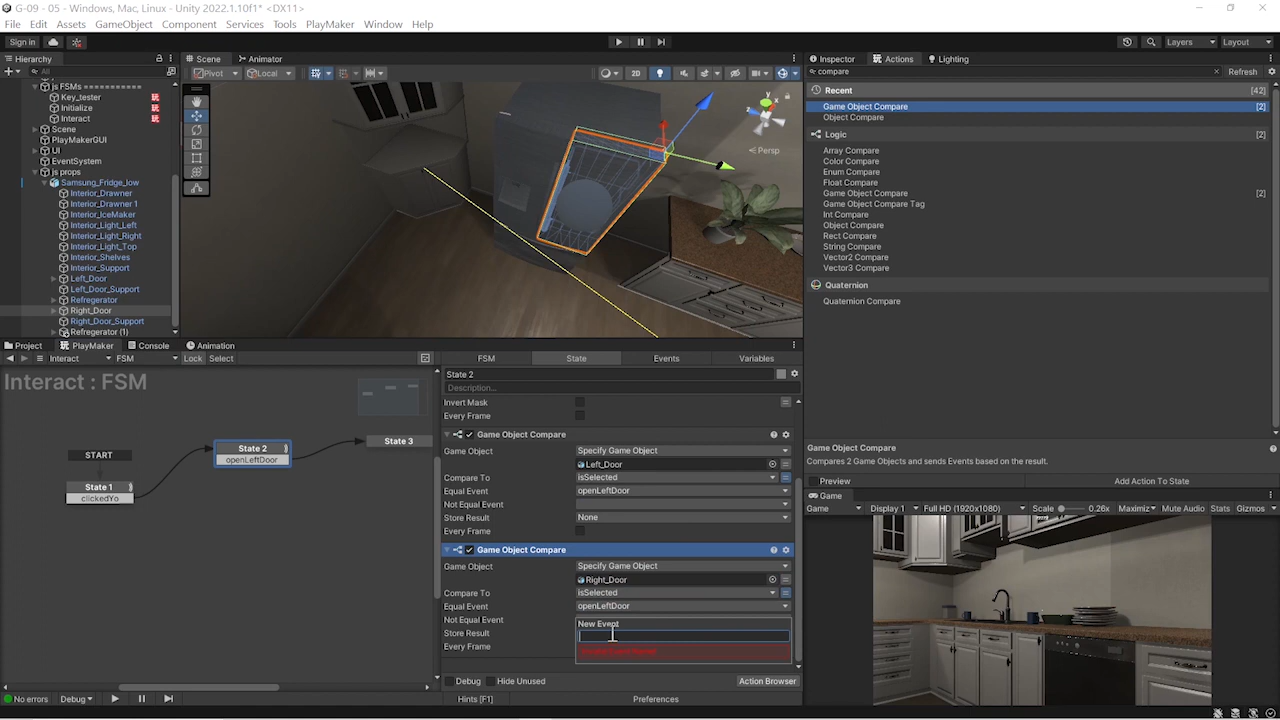 G-09 - 05 - Windows, Mac, Linux - Unity 2022.1.10f1* <DX11>
File Edit Assets GameObject Component Services Tools PlayMaker Window Help
Sign in
Layers
Layout
Hierarchy
All
js FSMs ===========
Key_tester
Initialize
Interact
Scene
PlayMakerGUI
UI
EventSystem
js props
Samsung_Fridge_low
Interior_Drawner
Interior_Drawner 1
Interior_IceMaker
Interior_Light_Left
Interior_Light_Right
Interior_Light_Top
Interior_Shelves
Interior_Support
Left_Door
Left_Door_Support
Refregerator
Right_Door
Right_Door_Support
Refregerator (1)
Scene Animator
Pivot Local
2D
y
x
z
Persp
Inspector Actions Lighting
compare
Refresh
Recent [42]
Game Object Compare [2]
Object Compare
Logic
Array Compare
Color Compare
Enum Compare
Float Compare
Game Object Compare [2]
Game Object Compare Tag
Int Compare
Object Compare
Rect Compare
String Compare
Vector2 Compare
Vector3 Compare
Quaternion
Quaternion Compare
Game Object Compare
Compares 2 Game Objects and sends Events based on the result.
Preview
Add Action To State
Project PlayMaker Console Animation
Interact FSM Lock Select
Interact : FSM
START
State 1
clickedYo
State 2
openLeftDoor
State 3
FSM State Events Variables
State 2
Description...
Invert Mask
Every Frame
Game Object Compare
Game Object Specify Game Object
Left_Door
Compare To isSelected
Equal Event openLeftDoor
Not Equal Event
Store Result None
Every Frame
Game Object Compare
Game Object Specify Game Object
Right_Door
Compare To isSelected
Equal Event openLeftDoor
Not Equal Event
New Event
Store Result
Every Frame
Debug Hide Unused Action Browser
Hints [F1] Preferences
No errors Debug
Game
Game Display 1 Full HD (1920x1080) Scale 0.26x Maximiz Mute Audio Stats Gizmos